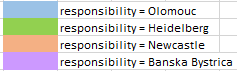 responsibility = Olomouc
responsibility = Heidelberg
responsibility = Newcastle
responsibility = Banska Bystrica